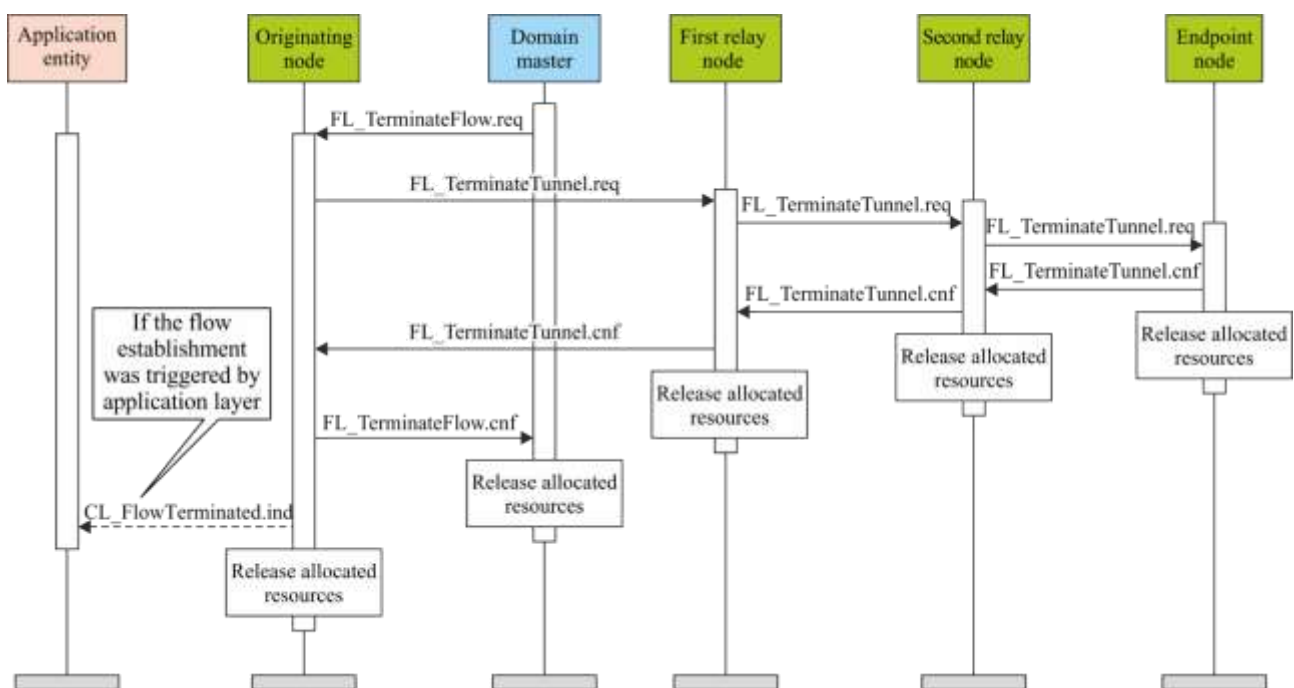 Application
entity
Originating
node
Domain
master
First relay
node
Second relay
node
Endpoint
node
FL_TerminateFlow.req
FL_TerminateTunnel.req
FL_TerminateTunnel.req
FL_TerminateTunnel.req
FL_TerminateTunnel.cnf
FL_TerminateTunnel.cnf
FL_TerminateTunnel.cnf
If the flow
establishment
was triggered by
application layer
Release allocated
resources
Release allocated
resources
Release allocated
resources
FL_TerminateFlow.cnf
Release allocated
resources
CL_FlowTerminated.ind
Release allocated
resources